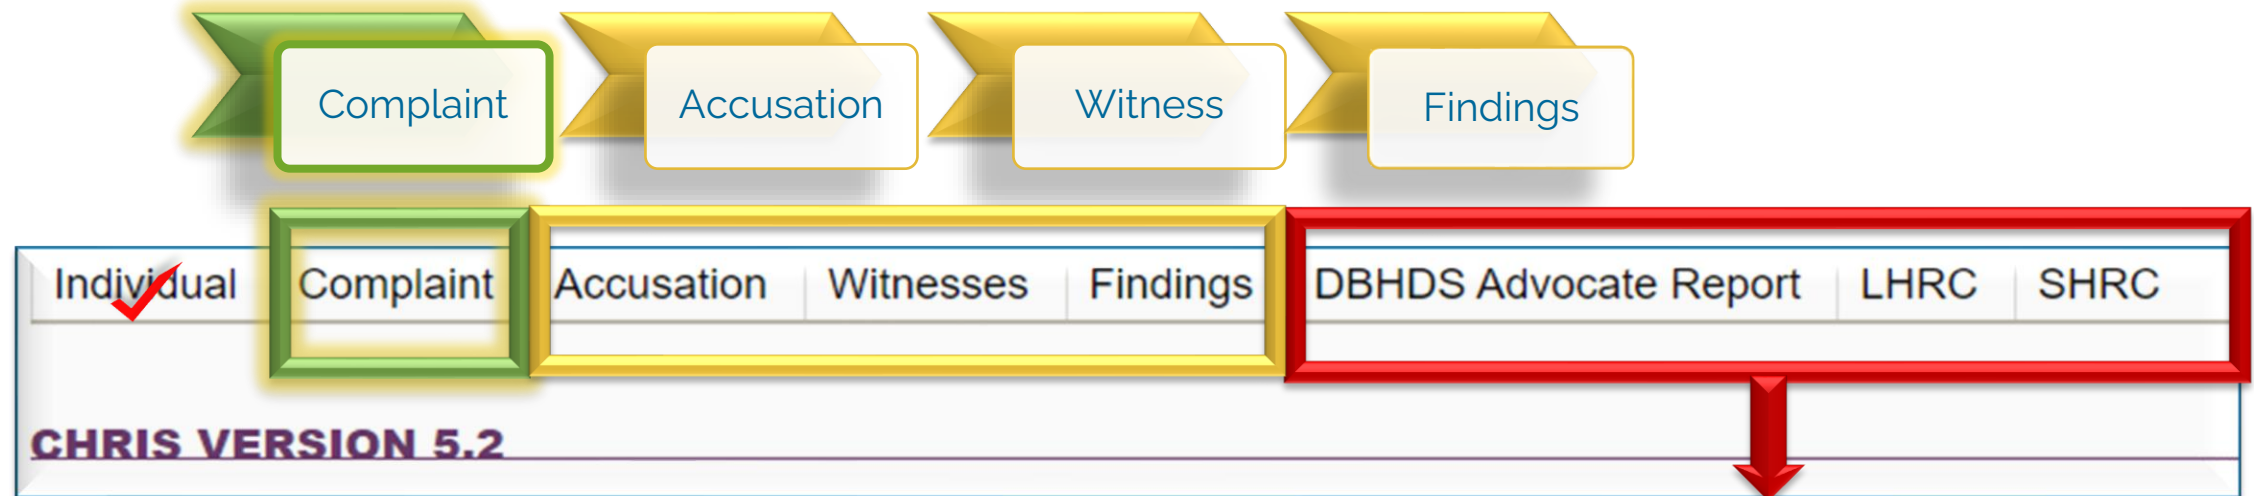 Complaint Accusation Witness Findings
Individual Complaint Accusation Witnesses Findings DBHDS Advocate Report LHRC SHRC
CHRIS VERSION 5.2